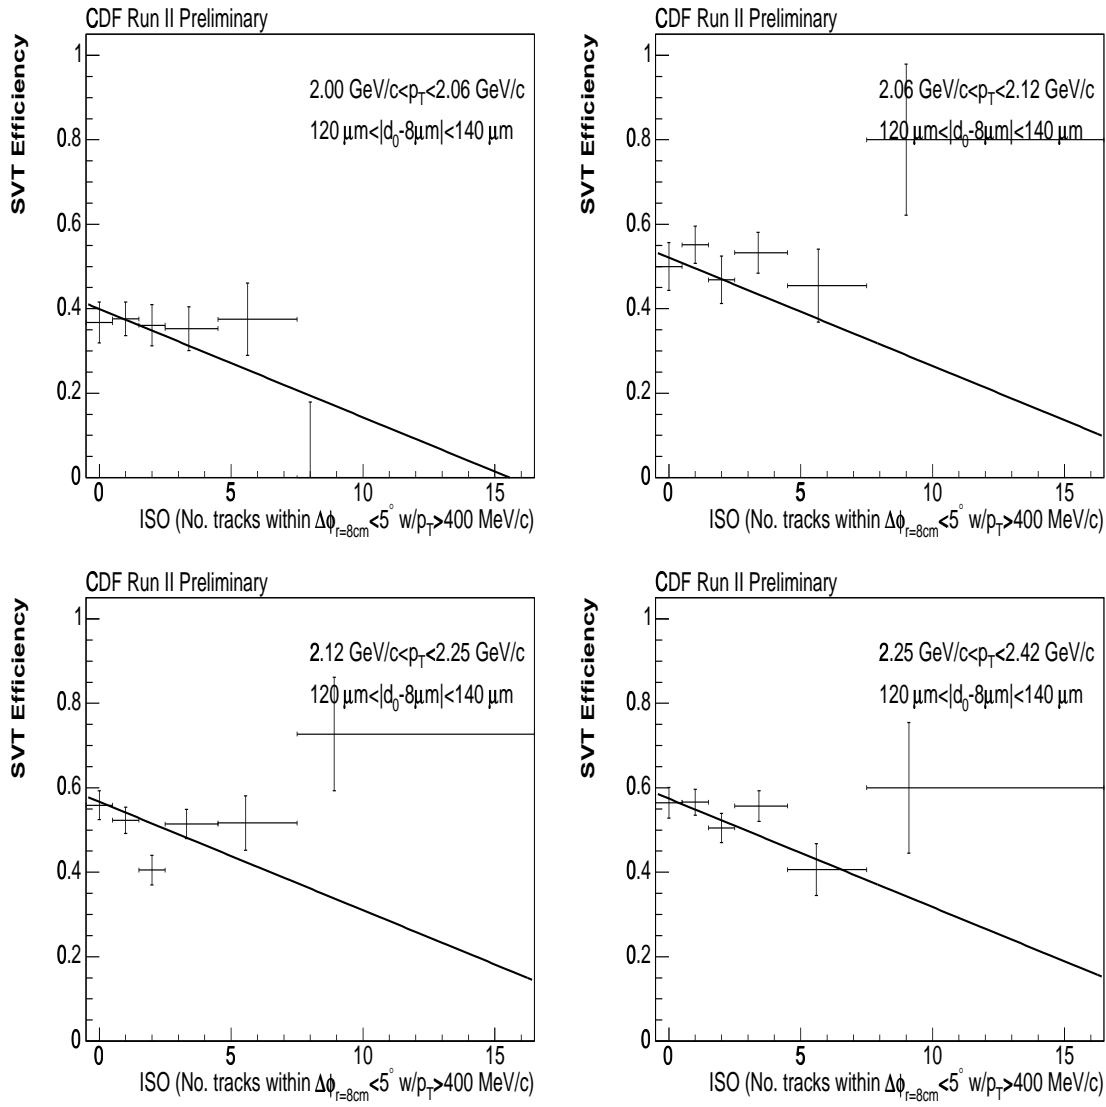 CDF Run II Preliminary
SVT Efficiency
1
0.8
0.6
0.4
0.2
0
2.00 GeV/c<p_T<2.06 GeV/c
120 μm<|d_0-8μm|<140 μm
0 5 10 15
ISO (No. tracks within Δϕ_r=8cm<5° w/p_T>400 MeV/c)
CDF Run II Preliminary
SVT Efficiency
1
0.8
0.6
0.4
0.2
0
2.06 GeV/c<p_T<2.12 GeV/c
120 μm<|d_0-8μm|<140 μm
0 5 10 15
ISO (No. tracks within Δϕ_r=8cm<5° w/p_T>400 MeV/c)
CDF Run II Preliminary
SVT Efficiency
1
0.8
0.6
0.4
0.2
0
2.12 GeV/c<p_T<2.25 GeV/c
120 μm<|d_0-8μm|<140 μm
0 5 10 15
ISO (No. tracks within Δϕ_r=8cm<5° w/p_T>400 MeV/c)
CDF Run II Preliminary
SVT Efficiency
1
0.8
0.6
0.4
0.2
0
2.25 GeV/c<p_T<2.42 GeV/c
120 μm<|d_0-8μm|<140 μm
0 5 10 15
ISO (No. tracks within Δϕ_r=8cm<5° w/p_T>400 MeV/c)